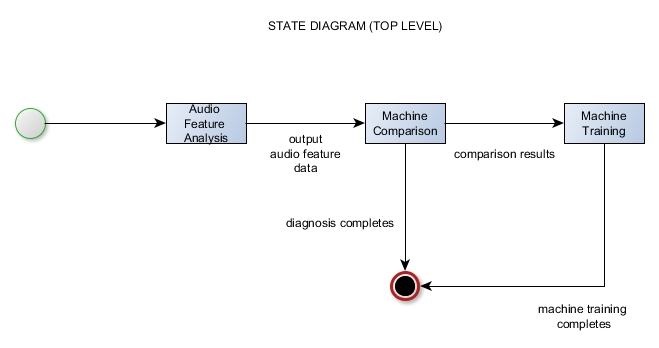 STATE DIAGRAM (TOP LEVEL)
Audio
Feature
Analysis
output
audio feature
data
Machine
Comparison
comparison results
Machine
Training
diagnosis completes
machine training
completes